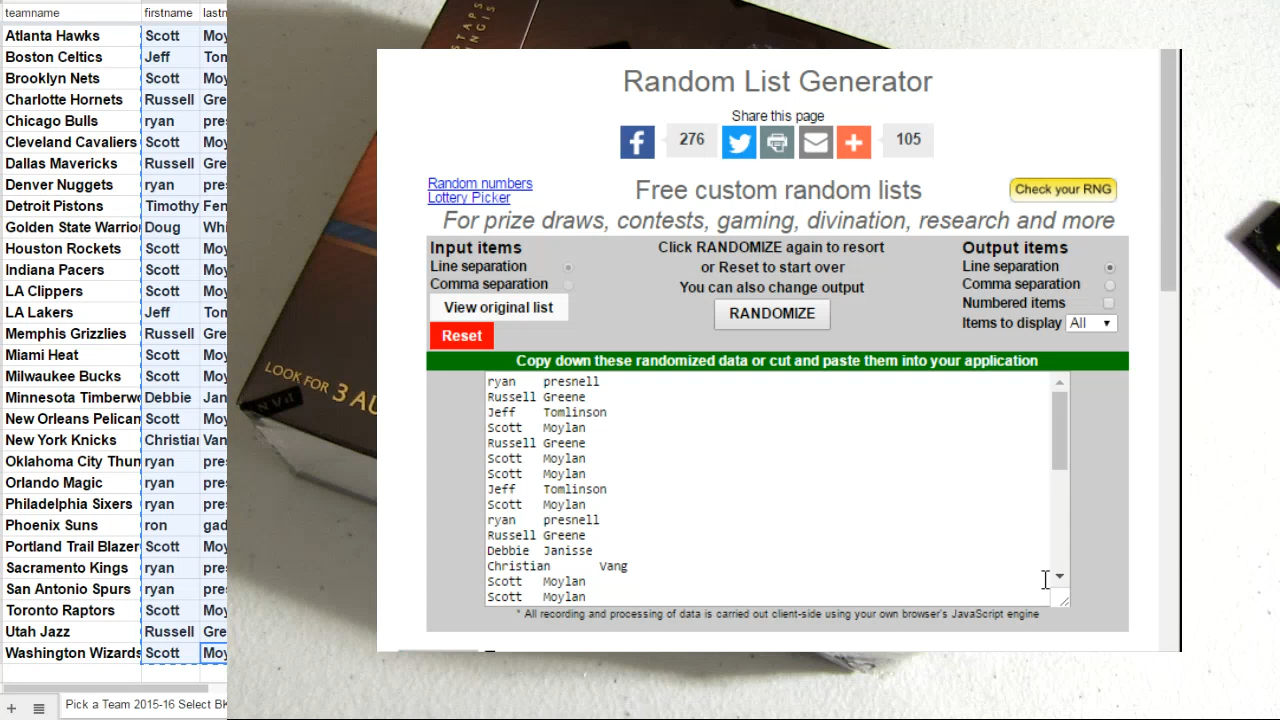 teamname firstname lastn
Atlanta Hawks Scott Moy
Boston Celtics Jeff Tom
Brooklyn Nets Scott Moy
Charlotte Hornets Russell Gre
Chicago Bulls ryan pres
Cleveland Cavaliers Scott Moy
Dallas Mavericks Russell Gre
Denver Nuggets ryan pres
Detroit Pistons Timothy Fen
Golden State Warrio Doug Whi
Houston Rockets Scott Moy
Indiana Pacers Scott Moy
LA Clippers Scott Moy
LA Lakers Jeff Tom
Memphis Grizzlies Russell Gre
Miami Heat Scott Moy
Milwaukee Bucks Scott Moy
Minnesota Timberwo Debbie Jan
New Orleans Pelican Scott Moy
New York Knicks Christia Van
Oklahoma City Thun ryan pres
Orlando Magic ryan pres
Philadelphia Sixers ryan pres
Phoenix Suns ron gad
Portland Trail Blazer Scott Moy
Sacramento Kings ryan pres
San Antonio Spurs ryan pres
Toronto Raptors Scott Moy
Utah Jazz Russell Gre
Washington Wizards Scott Moy
Pick a Team 2015-16 Select BK
LOOK FOR 3 AU
Random List Generator
Share this page
276 105
Random numbers
Lottery Picker
Free custom random lists
Check your RNG
For prize draws, contests, gaming, divination, research and more
Input items
Line separation
Comma separation
View original list
Reset
Click RANDOMIZE again to resort
or Reset to start over
You can also change output
RANDOMIZE
Output items
Line separation
Comma separation
Numbered items
Items to display All
Copy down these randomized data or cut and paste them into your application
ryan presnell
Russell Greene
Jeff Tomlinson
Scott Moylan
Russell Greene
Scott Moylan
Scott Moylan
Jeff Tomlinson
Scott Moylan
ryan presnell
Russell Greene
Debbie Janisse
Christian Vang
Scott Moylan
Scott Moylan
* All recording and processing of data is carried out client-side using your own browser's JavaScript engine